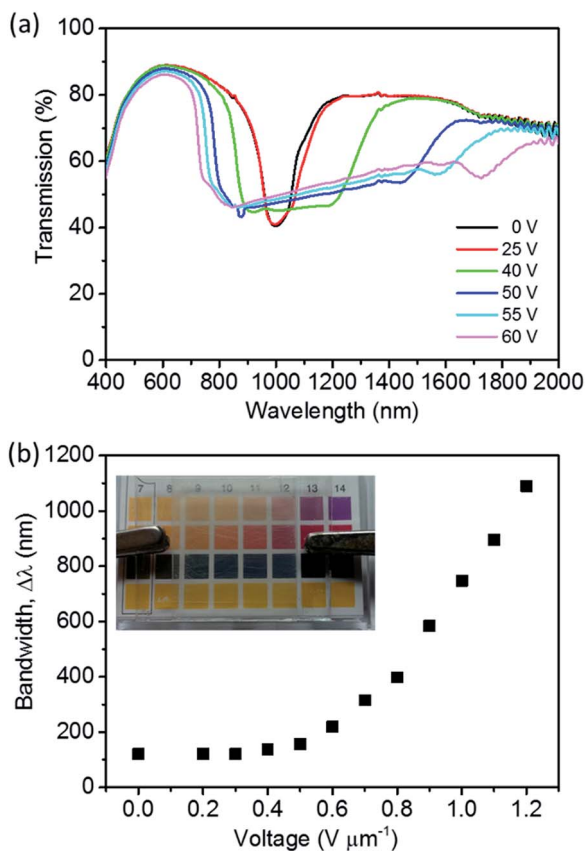 (a)
100
80
60
40
20
0
Transmission (%)
0 V
25 V
40 V
50 V
55 V
60 V
400 600 800 1000 1200 1400 1600 1800 2000
Wavelength (nm)
(b)
1200
1000
800
600
400
200
0
Bandwidth, Δλ (nm)
7 8 9 10 11 12 13 14
0.0 0.2 0.4 0.6 0.8 1.0 1.2
Voltage (V μm⁻¹)